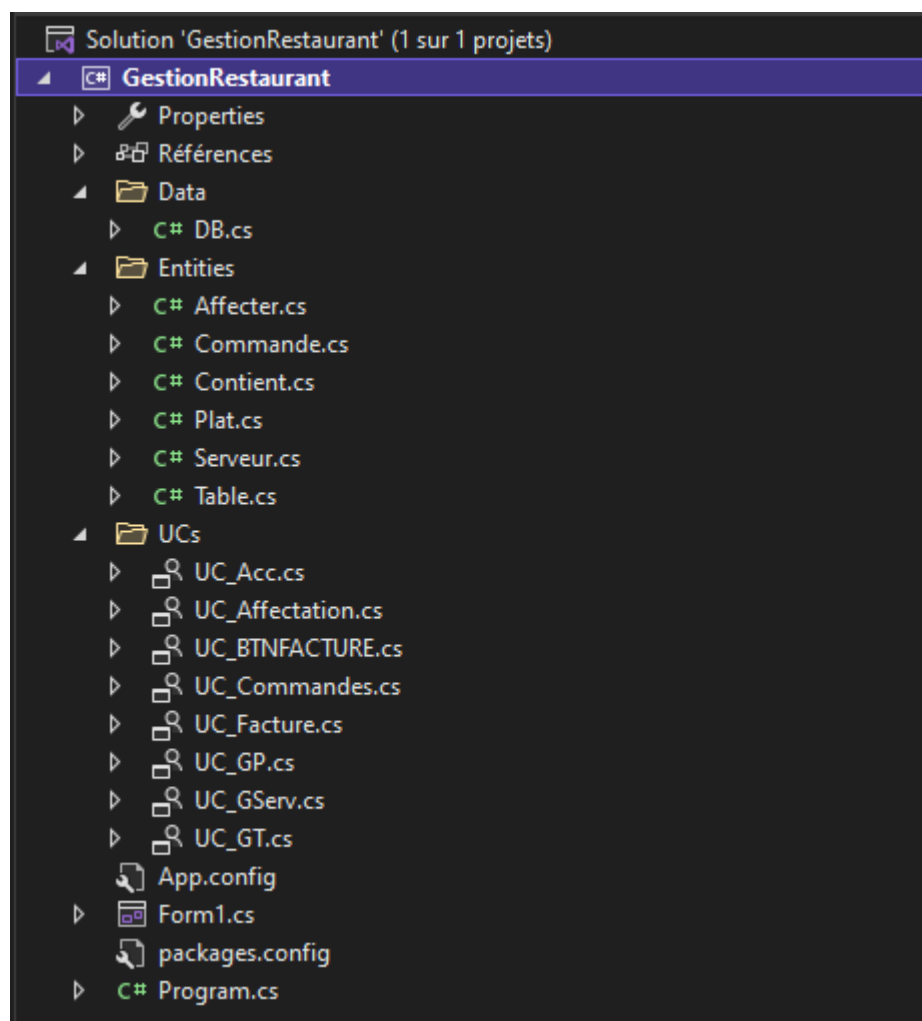 Solution 'GestionRestaurant' (1 sur 1 projets)
C# GestionRestaurant
Properties
Références
Data
C# DB.cs
Entities
C# Affecter.cs
C# Commande.cs
C# Contient.cs
C# Plat.cs
C# Serveur.cs
C# Table.cs
UCs
UC_Acc.cs
UC_Affectation.cs
UC_BTNFACTURE.cs
UC_Commandes.cs
UC_Facture.cs
UC_GP.cs
UC_GServ.cs
UC_GT.cs
App.config
Form1.cs
packages.config
C# Program.cs